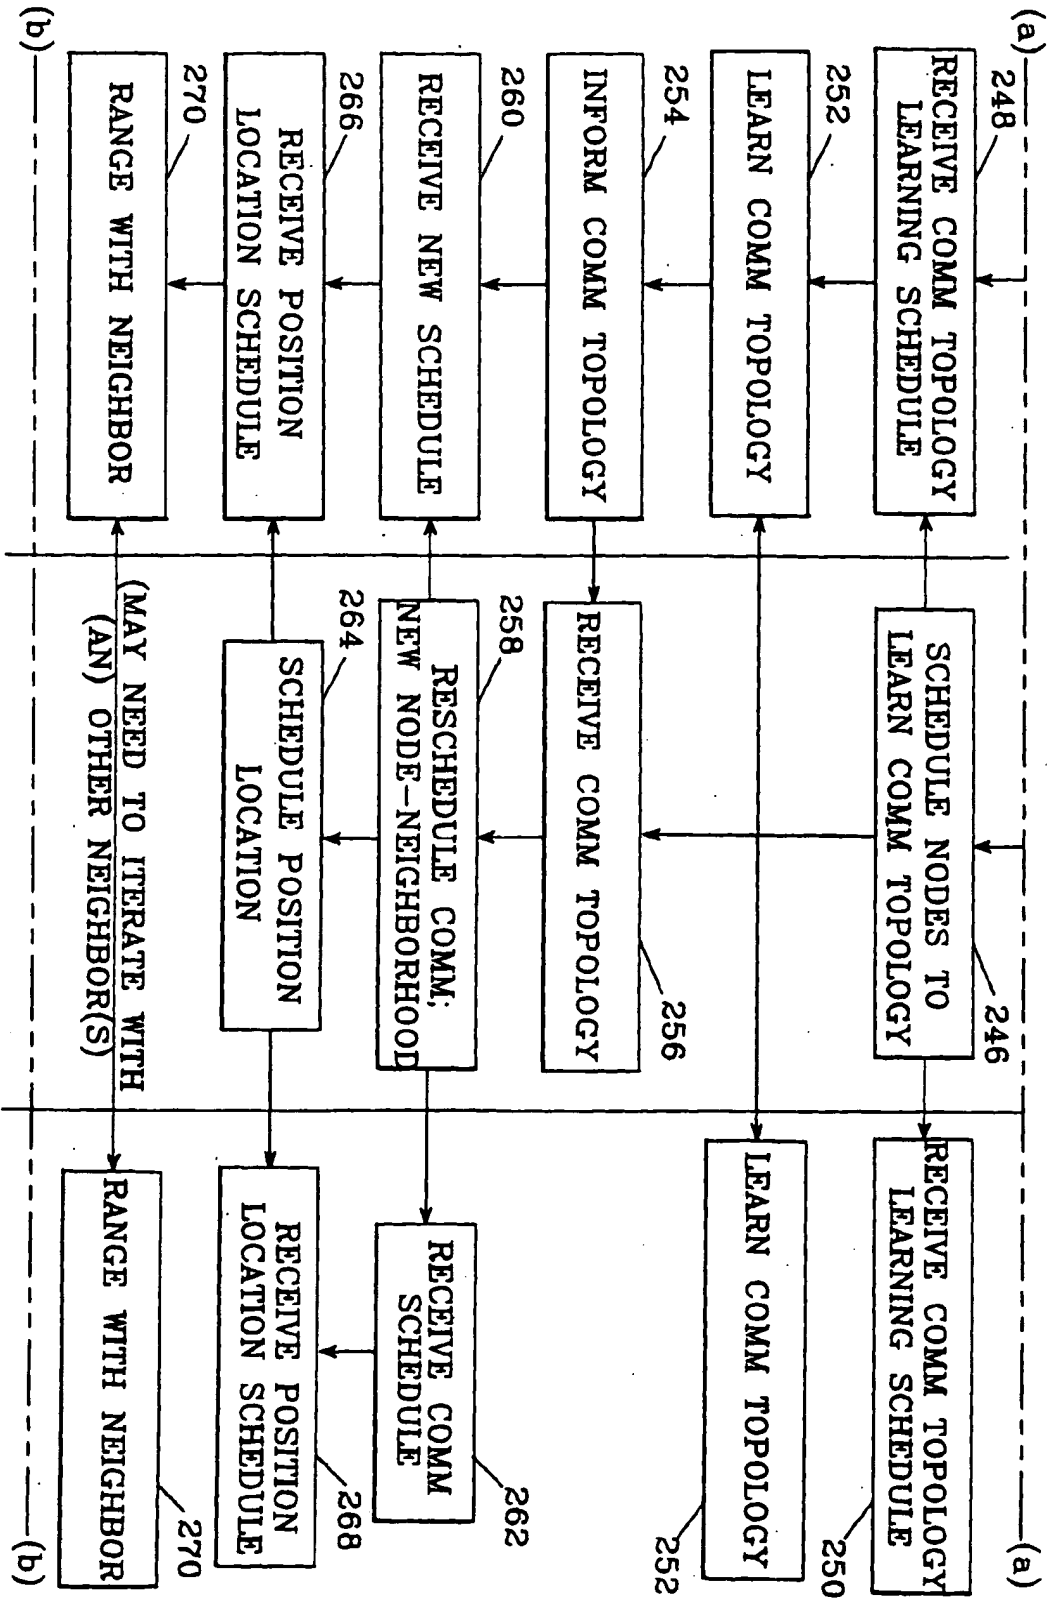 (a)
(a)
248
246
RECEIVE COMM TOPOLOGY
LEARNING SCHEDULE
SCHEDULE NODES TO
LEARN COMM TOPOLOGY
RECEIVE COMM TOPOLOGY
LEARNING SCHEDULE
250
252
LEARN COMM TOPOLOGY
LEARN COMM TOPOLOGY
252
254
256
INFORM COMM TOPOLOGY
RECEIVE COMM TOPOLOGY
260
258
262
RECEIVE NEW SCHEDULE
RESCHEDULE COMM;
NEW NODE-NEIGHBORHOOD
RECEIVE COMM
SCHEDULE
266
264
268
RECEIVE POSITION
LOCATION SCHEDULE
SCHEDULE POSITION
LOCATION
RECEIVE POSITION
LOCATION SCHEDULE
270
270
RANGE WITH NEIGHBOR
(MAY NEED TO ITERATE WITH
(AN) OTHER NEIGHBOR(S)
RANGE WITH NEIGHBOR
(b)
(b)